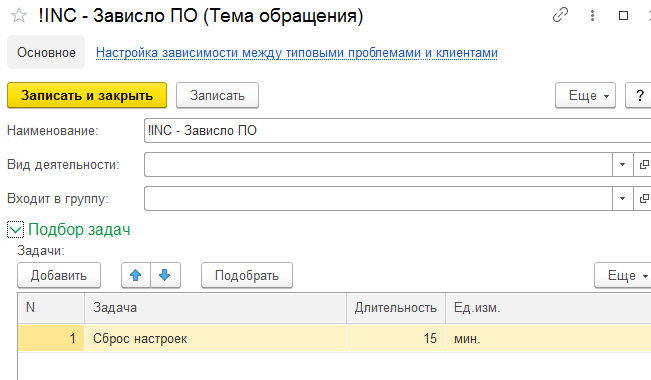 !INC - Зависло ПО (Тема обращения)
Основное Настройка зависимости между типовыми проблемами и клиентами
Записать и закрыть Записать Еще ?
Наименование: !INC - Зависло ПО
Вид деятельности:
Входит в группу:
Подбор задач
Задачи:
Добавить Подобрать Еще
N Задача Длительность Ед.изм.
1 Сброс настроек 15 мин.